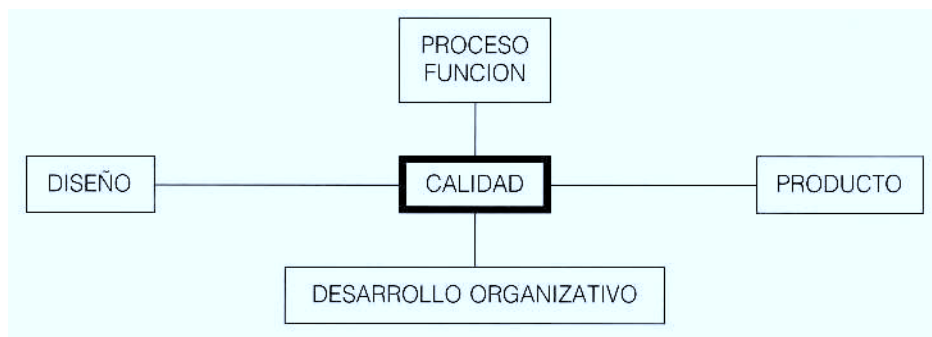 PROCESO
FUNCION
DISEÑO
CALIDAD
PRODUCTO
DESARROLLO ORGANIZATIVO